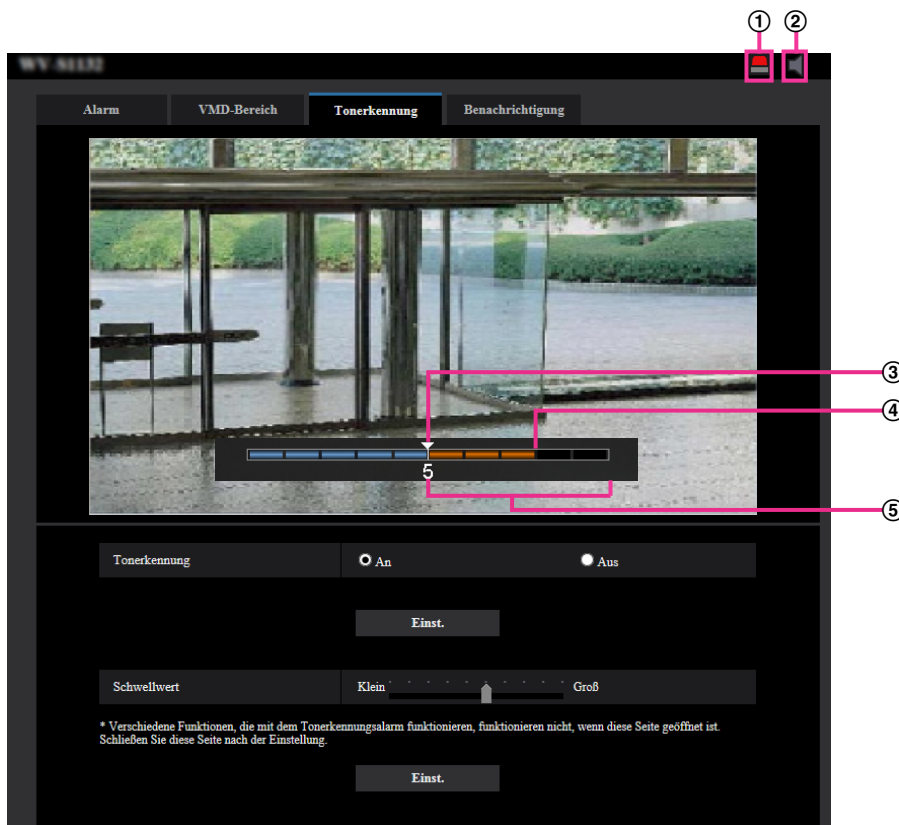 ① ②
WV-S1132
Alarm VMD-Bereich Tonerkennung Benachrichtigung
③
④
5
⑤
Tonerkennung An Aus
Einst.
Schwellwert Klein Groß
* Verschiedene Funktionen, die mit dem Tonerkennungsalarm funktionieren, funktionieren nicht, wenn diese Seite geöffnet ist.
Schließen Sie diese Seite nach der Einstellung.
Einst.